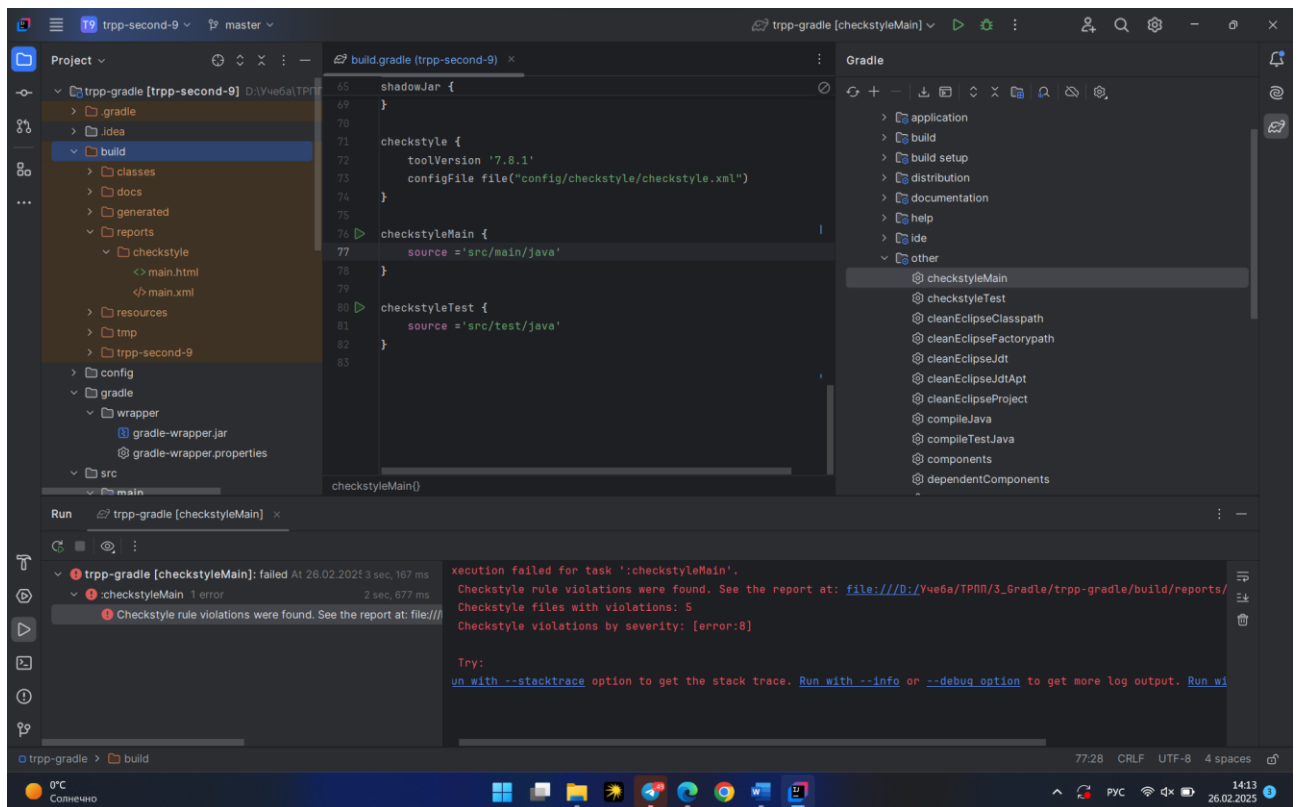 T9 trpp-second-9 master trpp-gradle [checkstyleMain]
Project
trpp-gradle [trpp-second-9] D:\Учеба\ТРПП
.gradle
.idea
build
classes
docs
generated
reports
checkstyle
main.html
main.xml
resources
tmp
trpp-second-9
config
gradle
wrapper
gradle-wrapper.jar
gradle-wrapper.properties
src
main
build.gradle (trpp-second-9)
65 shadowJar {
69 }
70
71 checkstyle {
72 toolVersion '7.8.1'
73 configFile file("config/checkstyle/checkstyle.xml")
74 }
75
76 checkstyleMain {
77 source ='src/main/java'
78 }
79
80 checkstyleTest {
81 source ='src/test/java'
82 }
83
checkstyleMain{}
Gradle
application
build
build setup
distribution
documentation
help
ide
other
checkstyleMain
checkstyleTest
cleanEclipseClasspath
cleanEclipseFactorypath
cleanEclipseJdt
cleanEclipseJdtApt
cleanEclipseProject
compileJava
compileTestJava
components
dependentComponents
Run trpp-gradle [checkstyleMain]
trpp-gradle [checkstyleMain]: failed At 26.02.2025 3 sec, 167 ms
:checkstyleMain 1 error 2 sec, 677 ms
Checkstyle rule violations were found. See the report at: file:///
xecution failed for task ':checkstyleMain'.
Checkstyle rule violations were found. See the report at: file:///D:/Учеба/ТРПП/3_Gradle/trpp-gradle/build/reports/
Checkstyle files with violations: 5
Checkstyle violations by severity: [error:8]
Try:
un with --stacktrace option to get the stack trace. Run with --info or --debug option to get more log output. Run wi
trpp-gradle > build
77:28 CRLF UTF-8 4 spaces
0°C
Солнечно
РУС
14:13
26.02.2025
3